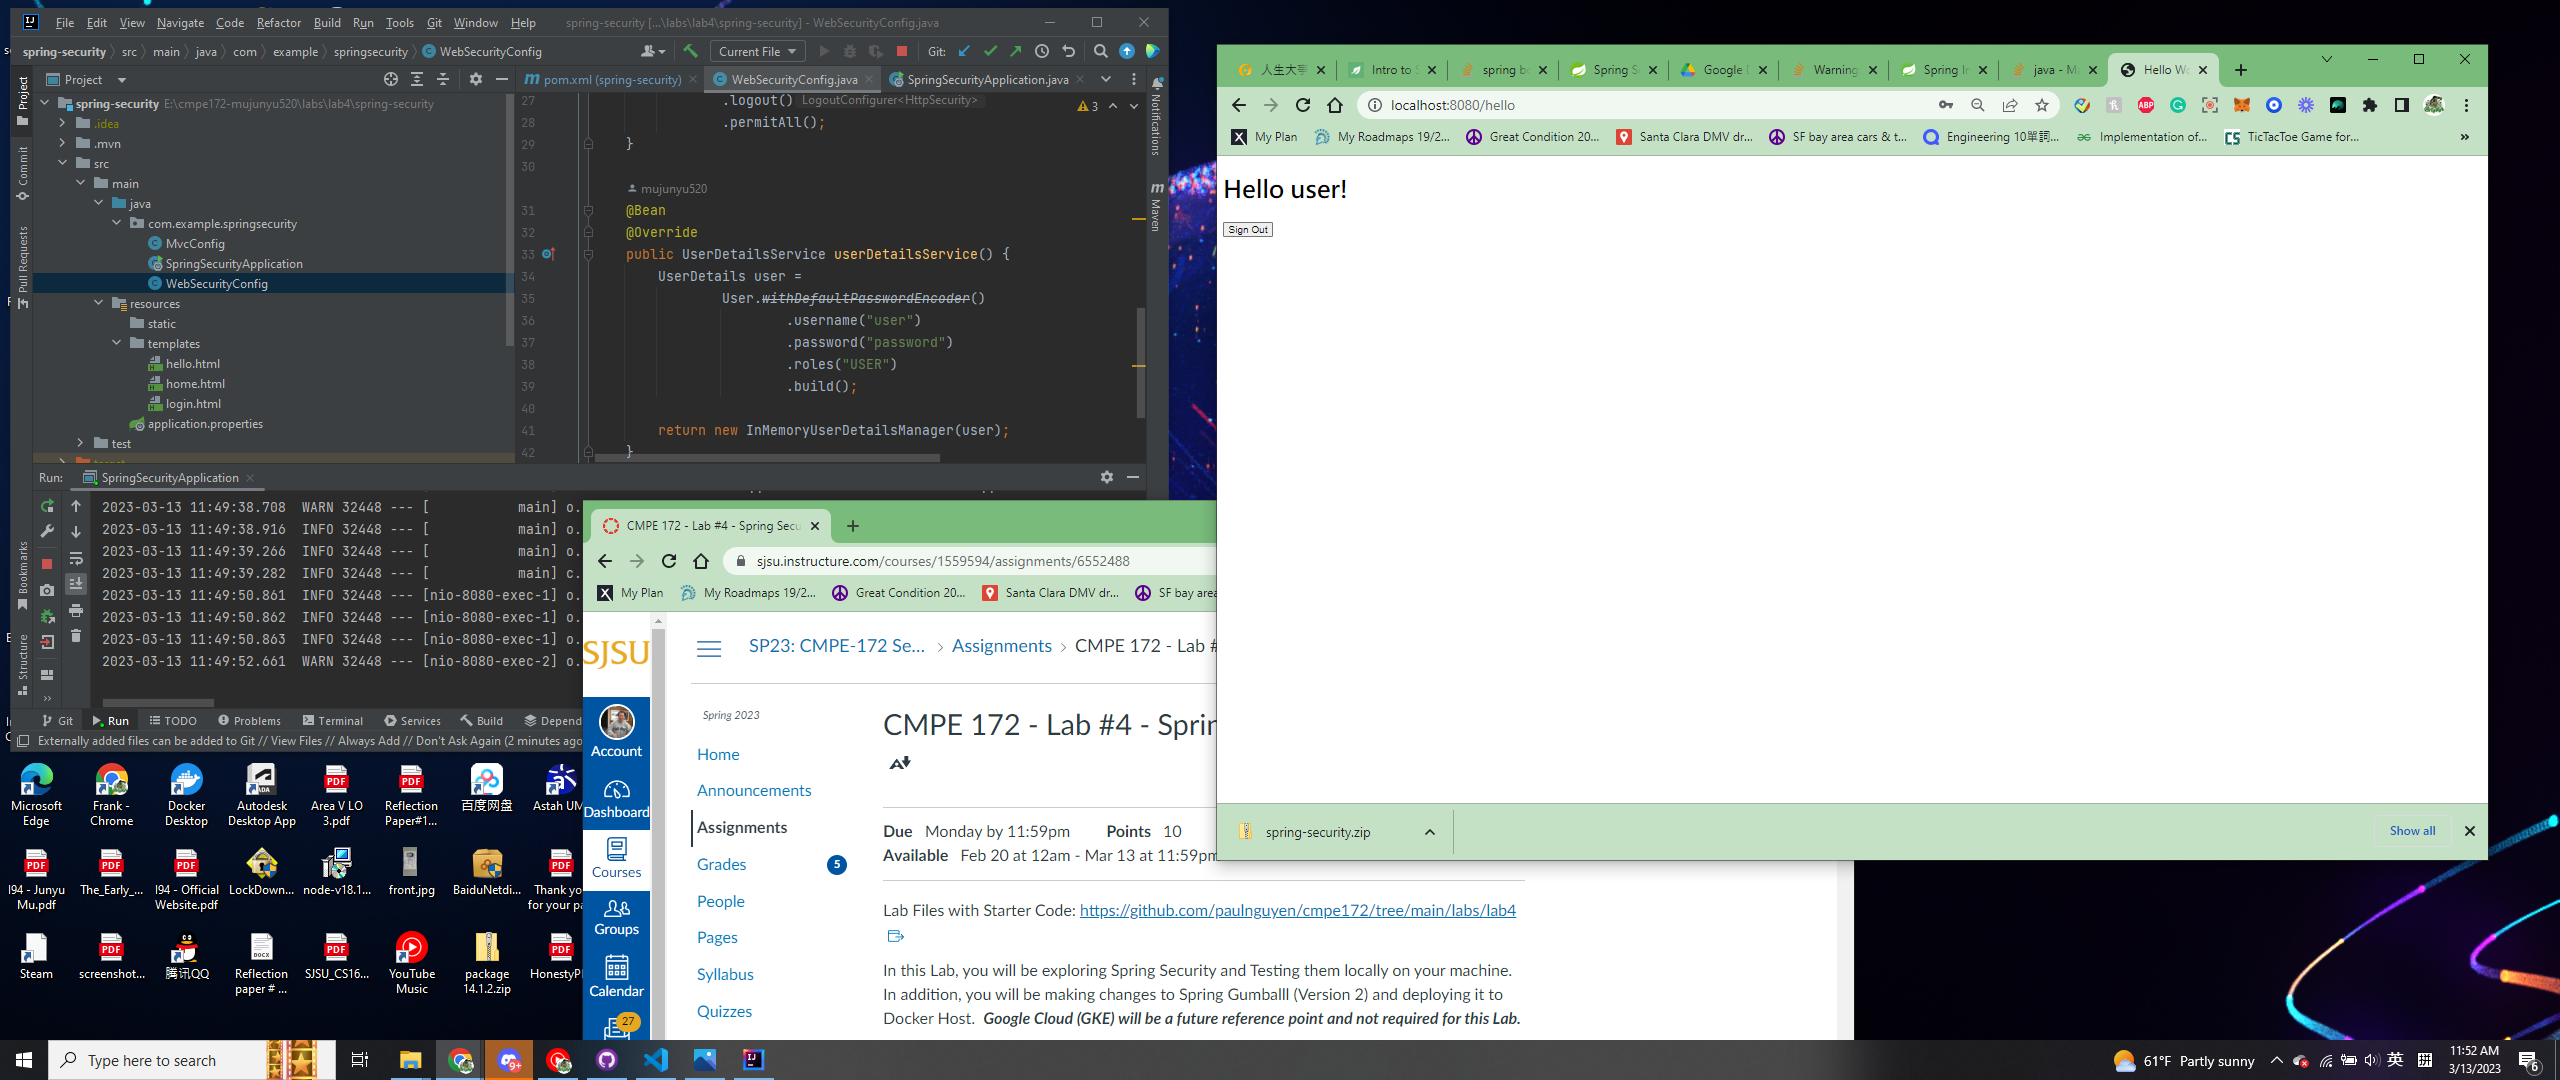 File Edit View Navigate Code Refactor Build Run Tools Git Window Help spring-security [...\labs\lab4\spring-security] - WebSecurityConfig.java
spring-security src main java com example springsecurity WebSecurityConfig Current File Git:
Project
pom.xml (spring-security) WebSecurityConfig.java SpringSecurityApplication.java
spring-security E:\cmpe172-mujunyu520\labs\lab4\spring-security
.idea
.mvn
src
main
java
com.example.springsecurity
MvcConfig
SpringSecurityApplication
WebSecurityConfig
resources
static
templates
hello.html
home.html
login.html
application.properties
test
Project
Commit
Pull Requests
Bookmarks
Structure
Notifications
Maven
3
27 .logout() LogoutConfigurer<HttpSecurity>
28 .permitAll();
29 }
30
mujunyu520
31 @Bean
32 @Override
33 public UserDetailsService userDetailsService() {
34 UserDetails user =
35 User.withDefaultPasswordEncoder()
36 .username("user")
37 .password("password")
38 .roles("USER")
39 .build();
40
41 return new InMemoryUserDetailsManager(user);
42 }
Run: SpringSecurityApplication
2023-03-13 11:49:38.708 WARN 32448 --- [ main] o.
2023-03-13 11:49:38.916 INFO 32448 --- [ main] o.
2023-03-13 11:49:39.266 INFO 32448 --- [ main] o.
2023-03-13 11:49:39.282 INFO 32448 --- [ main] c.
2023-03-13 11:49:50.861 INFO 32448 --- [nio-8080-exec-1] o.
2023-03-13 11:49:50.862 INFO 32448 --- [nio-8080-exec-1] o.
2023-03-13 11:49:50.863 INFO 32448 --- [nio-8080-exec-1] o.
2023-03-13 11:49:52.661 WARN 32448 --- [nio-8080-exec-2] o.
Git Run TODO Problems Terminal Services Build Depend
Externally added files can be added to Git // View Files // Always Add // Don't Ask Again (2 minutes ago
人生大學 Intro to S spring bo Spring Se Google D Warning Spring In java - Ma Hello Wo
localhost:8080/hello
My Plan My Roadmaps 19/2... Great Condition 20... Santa Clara DMV dr... SF bay area cars & t... Engineering 10單詞... Implementation of... TicTacToe Game for... »
Hello user!
Sign Out
spring-security.zip
Show all
CMPE 172 - Lab #4 - Spring Secu
sjsu.instructure.com/courses/1559594/assignments/6552488
My Plan My Roadmaps 19/2... Great Condition 20... Santa Clara DMV dr... SF bay area
SJSU
Account
Dashboard
Courses
Groups
Calendar
27
SP23: CMPE-172 Se... Assignments CMPE 172 - Lab #
Spring 2023
Home
Announcements
Assignments
Grades 5
People
Pages
Syllabus
Quizzes
CMPE 172 - Lab #4 - Sprin
Due Monday by 11:59pm Points 10
Available Feb 20 at 12am - Mar 13 at 11:59pm
Lab Files with Starter Code: https://github.com/paulnguyen/cmpe172/tree/main/labs/lab4
In this Lab, you will be exploring Spring Security and Testing them locally on your machine.
In addition, you will be making changes to Spring Gumballl (Version 2) and deploying it to
Docker Host. Google Cloud (GKE) will be a future reference point and not required for this Lab.
Microsoft Edge
Frank - Chrome
Docker Desktop
Autodesk Desktop App
Area V LO 3.pdf
Reflection Paper#1...
百度网盘
Astah UM
I94 - Junyu Mu.pdf
The_Early_...
I94 - Official Website.pdf
LockDown...
node-v18.1...
front.jpg
BaiduNetdi...
Thank yo for your pa
Steam
screenshot...
腾讯QQ
Reflection paper # ...
SJSU_CS16...
YouTube Music
package 14.1.2.zip
HonestyPl
Type here to search
9+
61°F Partly sunny
英
拼
11:52 AM
3/13/2023
6